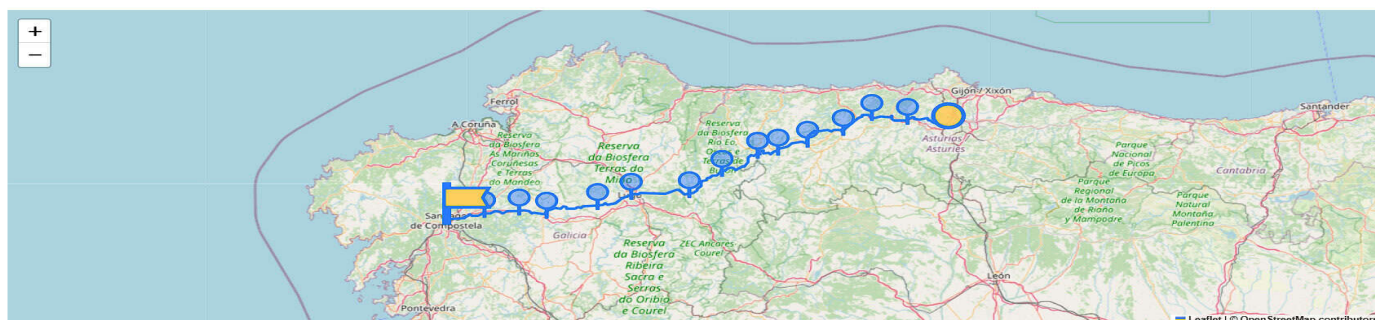 +
−
Ferrol
A Coruña
Reserva
da Biosfera
As Mariñas
Coruñesas
e Terras
do Mandeo
Reserva
da Biosfera
Terras do
Reserva
da Biosfera
Río Eo,
Terras de
Gijón / Xixón
Asturias
Asturies
Santander
Parque
Nacional
de Picos
de Europa
Cantabria
Parque
Regional
de la Montaña
de Riaño
y Mampodre
Parque
Natural
Montaña
Palentina
de Compostela
Galicia
Reserva
da Biosfera
Ribeira
Sacra e
Serras
do Oribio
e Courel
ZEC Ancares
Courel
León
Pontevedra
Leaflet | © OpenStreetMap contributors